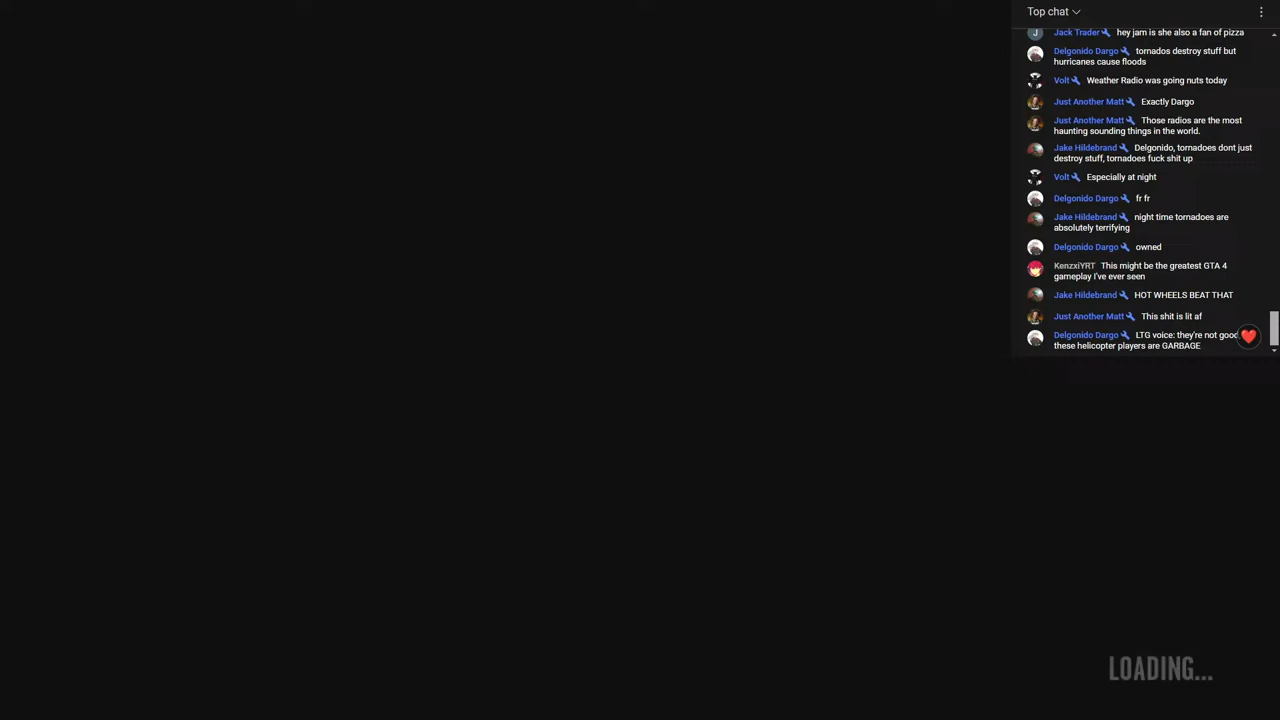 Top chat
J Jack Trader hey jam is she also a fan of pizza
Delgonido Dargo tornados destroy stuff but
hurricanes cause floods
Volt Weather Radio was going nuts today
Just Another Matt Exactly Dargo
Just Another Matt Those radios are the most
haunting sounding things in the world.
Jake Hildebrand Delgonido, tornadoes dont just
destroy stuff, tornadoes fuck shit up
Volt Especially at night
Delgonido Dargo fr fr
Jake Hildebrand night time tornadoes are
absolutely terrifying
Delgonido Dargo owned
KenzxiYRT This might be the greatest GTA 4
gameplay I've ever seen
Jake Hildebrand HOT WHEELS BEAT THAT
Just Another Matt This shit is lit af
Delgonido Dargo LTG voice: they're not good
these helicopter players are GARBAGE
LOADING...